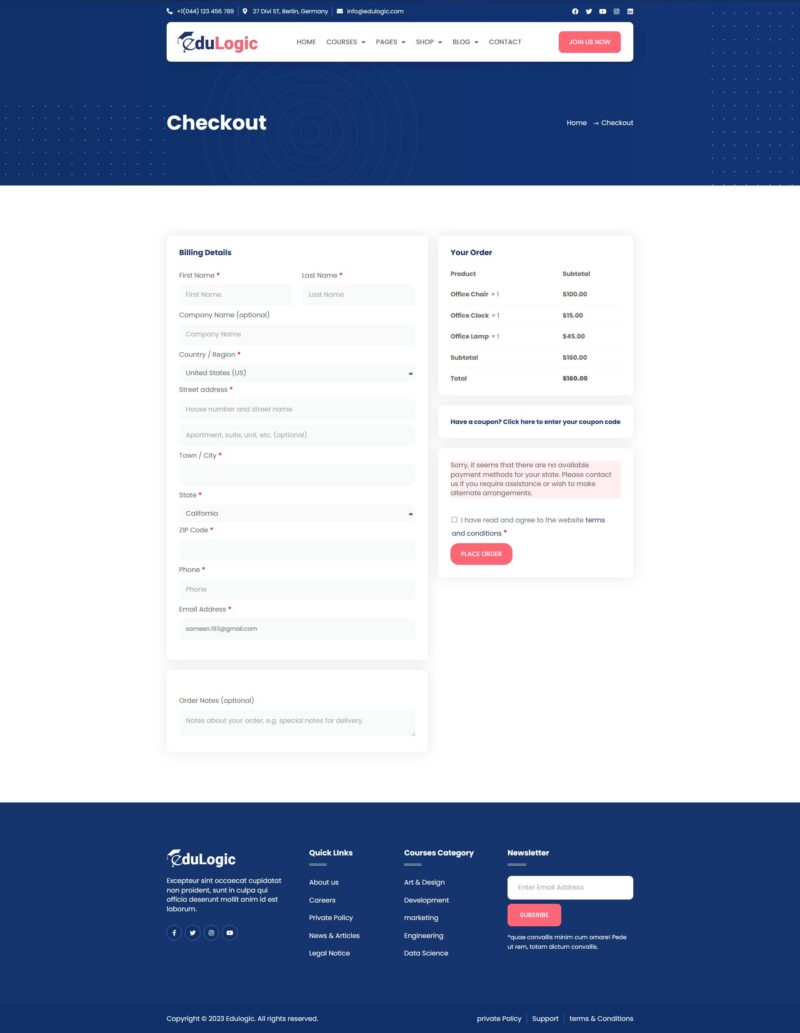 +1(044) 123 456 789 27 Divi ST, Berlin, Germany info@edulogic.com
eduLogic HOME COURSES PAGES SHOP BLOG CONTACT JOIN US NOW
Checkout
Home → Checkout
Billing Details
First Name * Last Name *
First Name Last Name
Company Name (optional)
Company Name
Country / Region *
United States (US)
Street address *
House number and street name
Apartment, suite, unit, etc. (optional)
Town / City *
State *
California
ZIP Code *
Phone *
Phone
Email Address *
sameen.193@gmail.com
Order Notes (optional)
Notes about your order, e.g. special notes for delivery.
Your Order
Product Subtotal
Office Chair × 1 $100.00
Office Clock × 1 $15.00
Office Lamp × 1 $45.00
Subtotal $160.00
Total $160.00
Have a coupon? Click here to enter your coupon code
Sorry, it seems that there are no available
payment methods for your state. Please contact
us if you require assistance or wish to make
alternate arrangements.
I have read and agree to the website terms
and conditions *
PLACE ORDER
eduLogic
Excepteur sint occaecat cupidatat
non proident, sunt in culpa qui
officia deserunt mollit anim id est
laborum.
Quick LInks
About us
Careers
Private Policy
News & Articles
Legal Notice
Courses Category
Art & Design
Development
marketing
Engineering
Data Science
Newsletter
Enter Email Address
SUBSRIBE
*quae convallis minim cum ornare! Pede
ut rem, totam dictum convallis.
Copyright © 2023 Edulogic. All rights reserved.
private Policy Support terms & Conditions